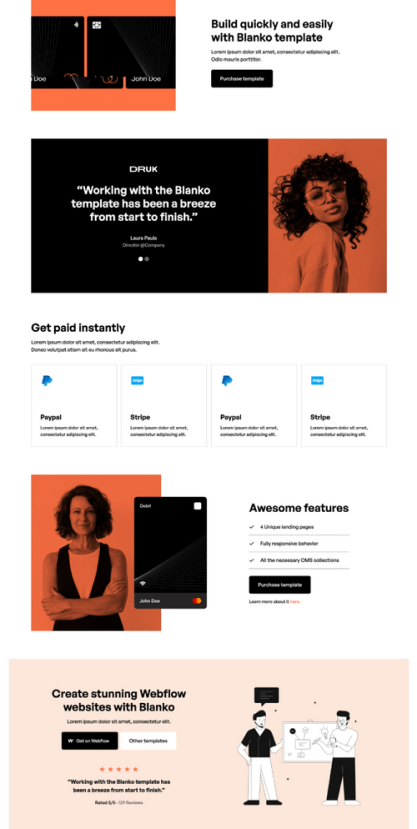 Build quickly and easily
with Blanko template
Lorem ipsum dolor sit amet, consectetur adipiscing elit.
Odio mauris porttitor.
Purchase template
John Doe
DRUK
“Working with the Blanko
template has been a breeze
from start to finish.”
Laura Pauls
Director @Company
Get paid instantly
Lorem ipsum dolor sit amet, consectetur adipiscing elit.
Donec volutpat etiam sit eu rhoncus sit purus.
stripe
stripe
Paypal
Stripe
Paypal
Stripe
Lorem ipsum dolor sit amet,
consectetur adipiscing elit.
Lorem ipsum dolor sit amet,
consectetur adipiscing elit.
Lorem ipsum dolor sit amet,
consectetur adipiscing elit.
Lorem ipsum dolor sit amet,
consectetur adipiscing elit.
Debit
John Doe
Awesome features
4 Unique landing pages
Fully responsive behavior
All the necessary CMS collections
Purchase template
Learn more about it here.
Create stunning Webflow
websites with Blanko
Lorem ipsum dolor sit amet, consectetur elit.
Get on Webflow
Other templates
“Working with the Blanko template has
been a breeze from start to finish.”
Rated 5/5 - 129 Reviews